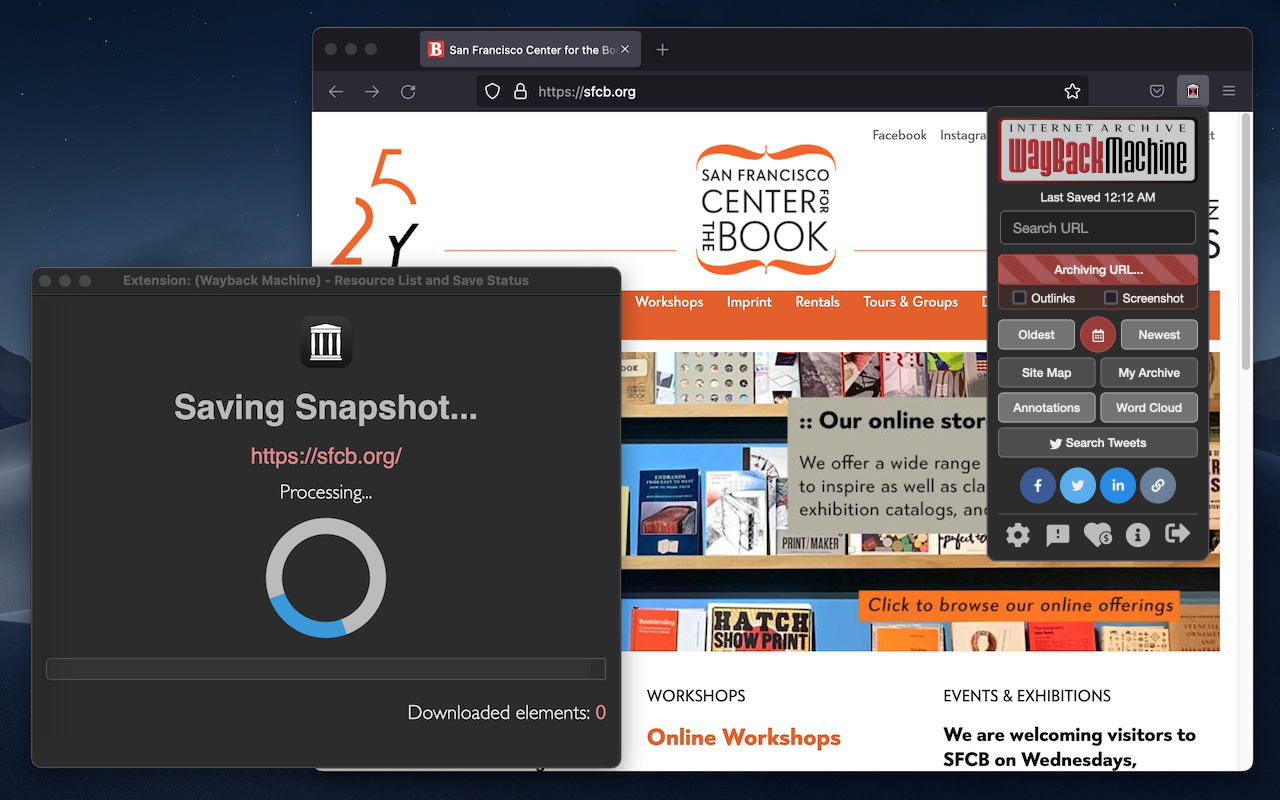 San Francisco Center for the Bo
https://sfcb.org
Facebook Instagra
25Y
SAN FRANCISCO
CENTER FOR
THE BOOK
Workshops Imprint Rentals Tours & Groups
:: Our online stor
We offer a wide range
to inspire as well as cla
exhibition catalogs, an
PRINT/MAKER
Click to browse our online offerings
Bookbinding
HATCH
SHOW PRINT
WORKSHOPS
Online Workshops
EVENTS & EXHIBITIONS
We are welcoming visitors to
SFCB on Wednesdays,
INTERNET ARCHIVE
WayBackMachine
Last Saved 12:12 AM
Search URL
Archiving URL...
Outlinks Screenshot
Oldest Newest
Site Map My Archive
Annotations Word Cloud
Search Tweets
Extension: (Wayback Machine) - Resource List and Save Status
Saving Snapshot...
https://sfcb.org/
Processing...
Downloaded elements: 0